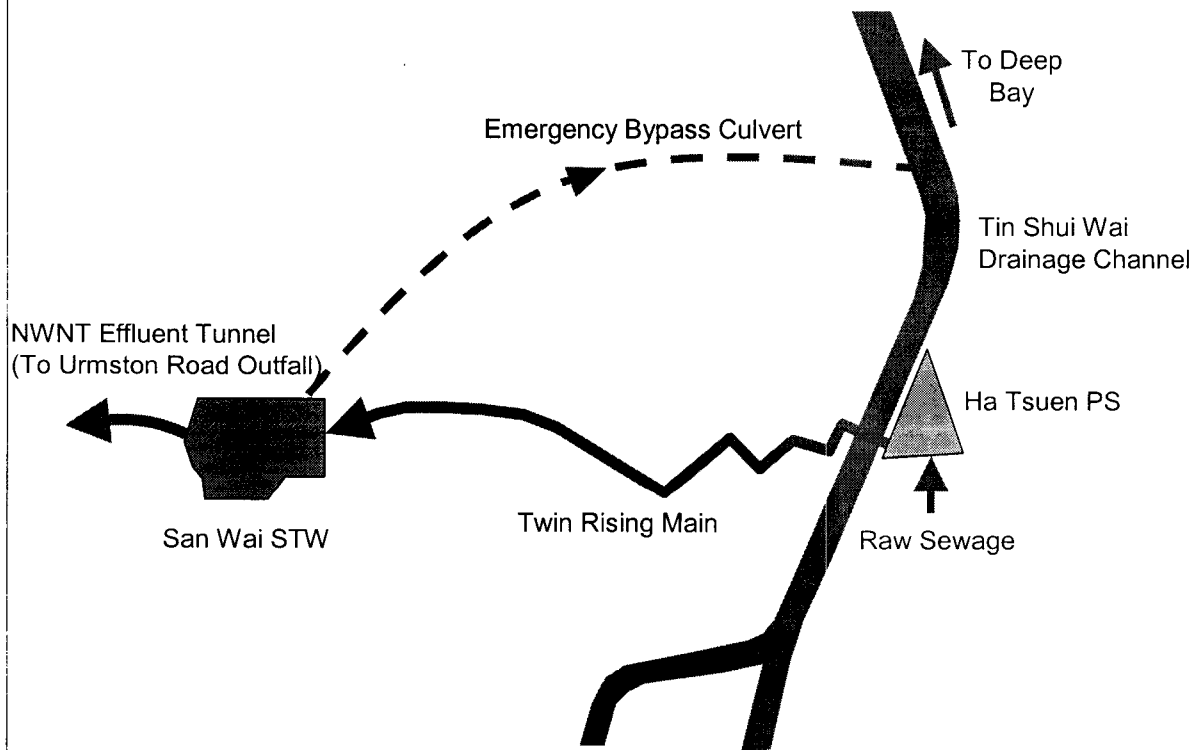 To Deep
Bay
Emergency Bypass Culvert
Tin Shui Wai
Drainage Channel
NWNT Effluent Tunnel
(To Urmston Road Outfall)
Ha Tsuen PS
Twin Rising Main
San Wai STW
Raw Sewage